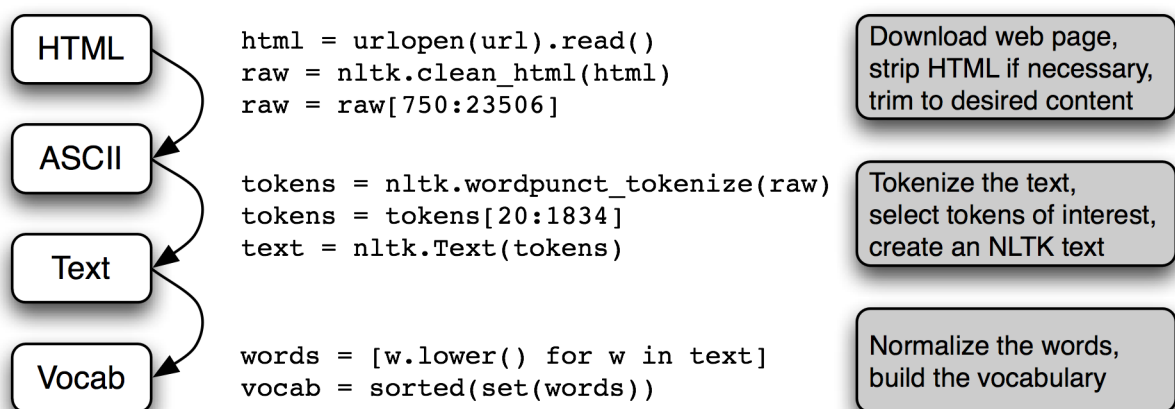 HTML
html = urlopen(url).read()
raw = nltk.clean_html(html)
raw = raw[750:23506]
Download web page,
strip HTML if necessary,
trim to desired content
ASCII
tokens = nltk.wordpunct_tokenize(raw)
tokens = tokens[20:1834]
text = nltk.Text(tokens)
Tokenize the text,
select tokens of interest,
create an NLTK text
Text
words = [w.lower() for w in text]
vocab = sorted(set(words))
Normalize the words,
build the vocabulary
Vocab